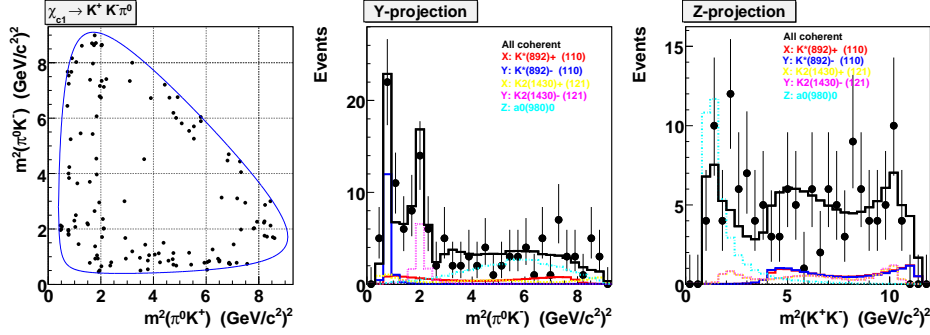 χc1→ K+ K-π0
m2(π0K-) (GeV/c2)2
8
6
4
2
0
0 2 4 6 8
m2(π0K+) (GeV/c2)2
Y-projection
Events
20
10
0
0 2 4 6 8
m2(π0K-) (GeV/c2)2
All coherent
X: K*(892)+ (110)
Y: K*(892)- (110)
X: K2(1430)+ (121)
Y: K2(1430)- (121)
Z: a0(980)0
Z-projection
Events
15
10
5
0
0 5 10
m2(K+K-) (GeV/c2)2
All coherent
X: K*(892)+ (110)
Y: K*(892)- (110)
X: K2(1430)+ (121)
Y: K2(1430)- (121)
Z: a0(980)0